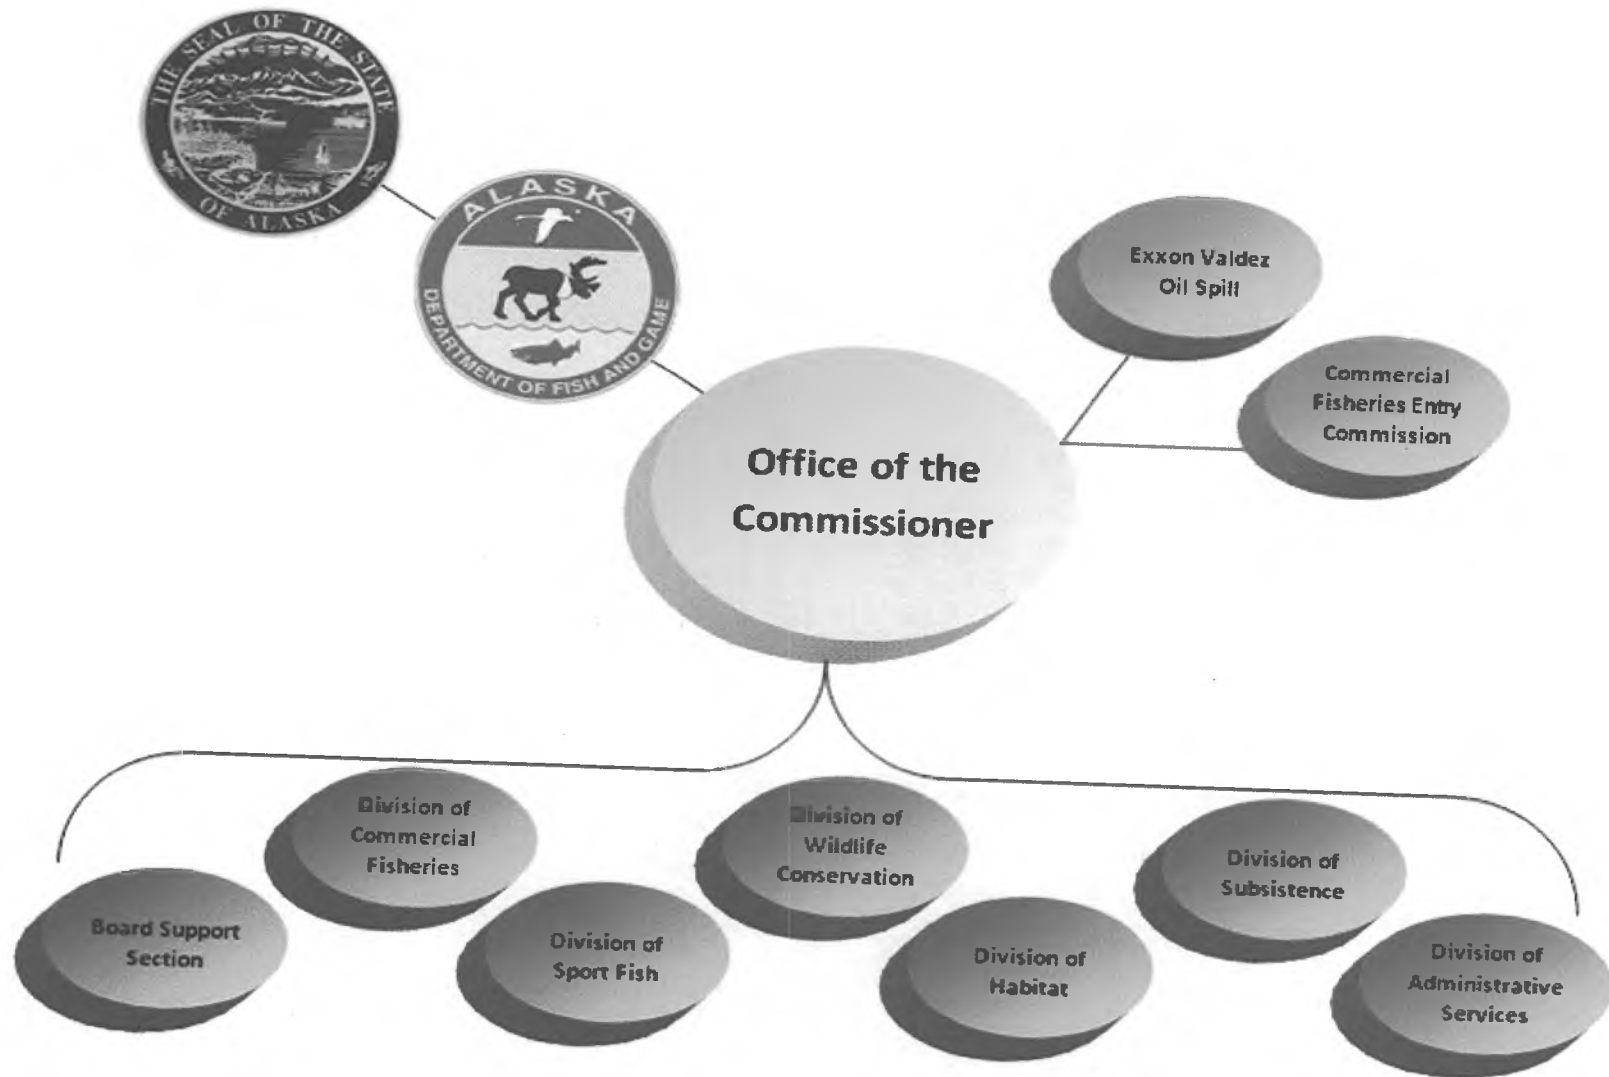 THE SEAL OF THE STATE
OF ALASKA
ALASKA
DEPARTMENT OF FISH AND GAME
Exxon Valdez
Oil Spill
Commercial
Fisheries Entry
Commission
Office of the
Commissioner
Board Support
Section
Division of
Commercial
Fisheries
Division of
Sport Fish
Division of
Wildlife
Conservation
Division of
Habitat
Division of
Subsistence
Division of
Administrative
Services